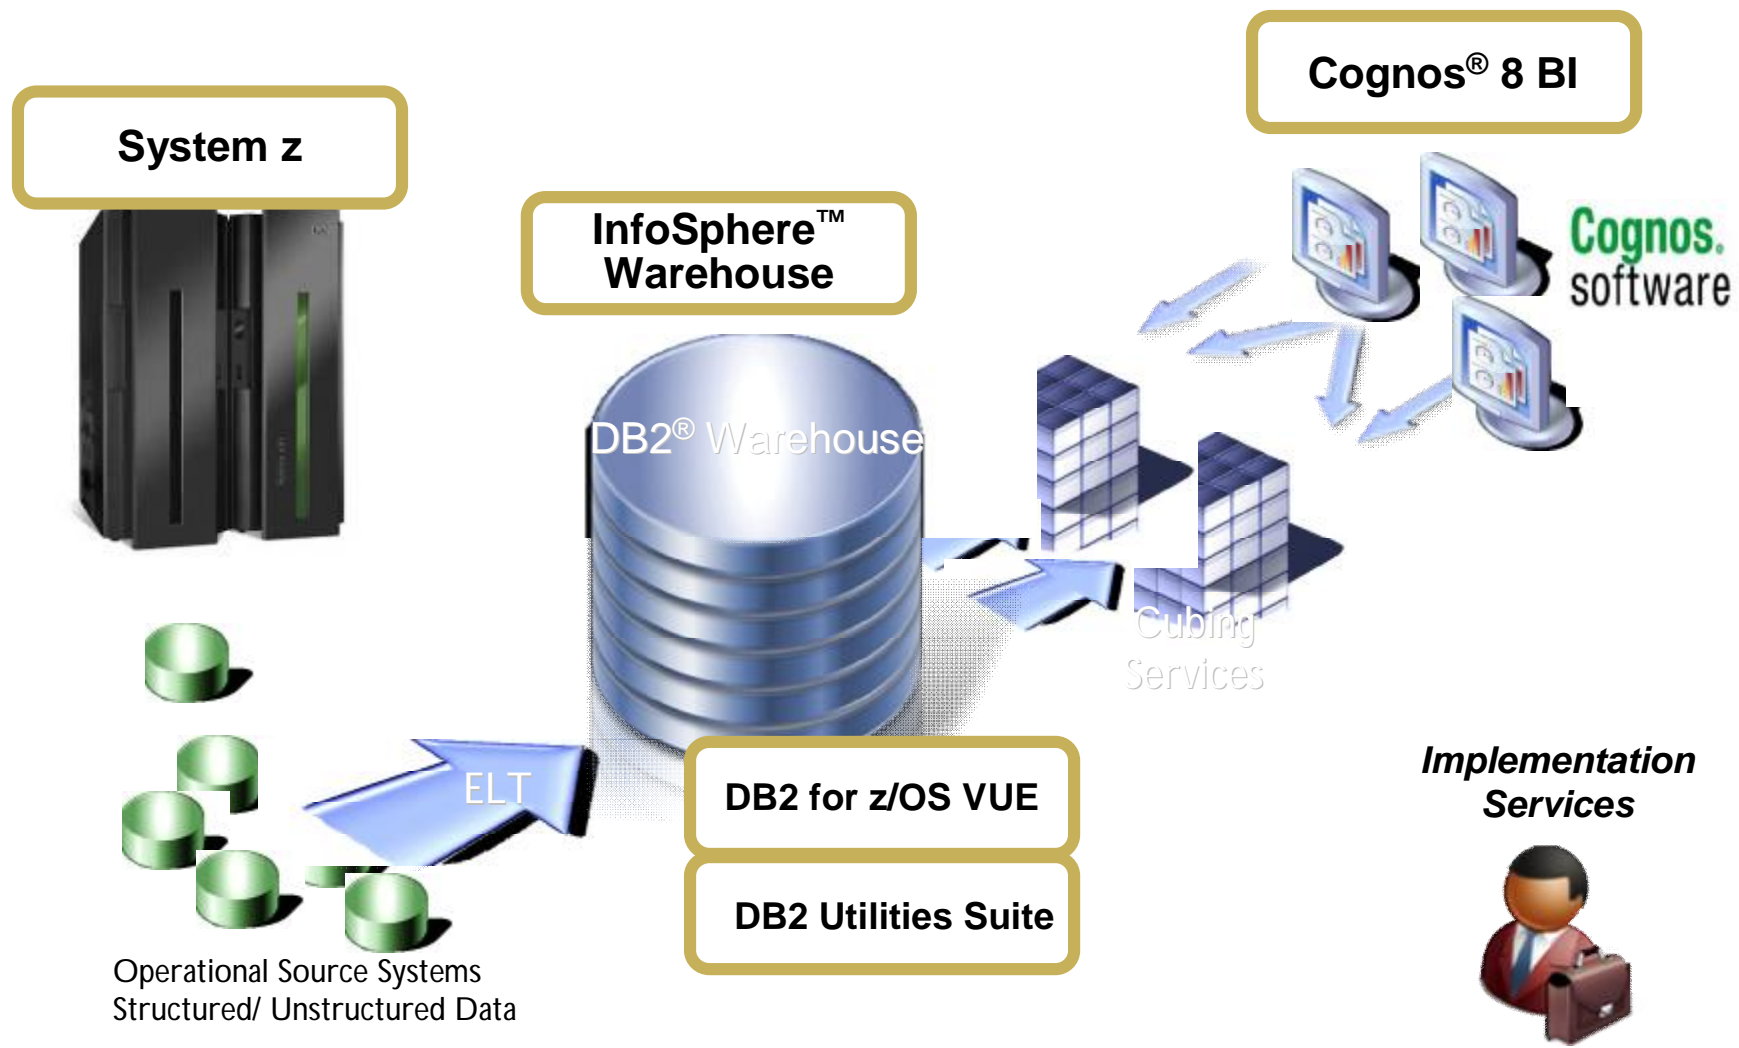 Cognos® 8 BI
System z
InfoSphere™
Warehouse
Cognos.
software
DB2® Warehouse
Cubing
Services
ELT
DB2 for z/OS VUE
DB2 Utilities Suite
Implementation
Services
Operational Source Systems
Structured/ Unstructured Data